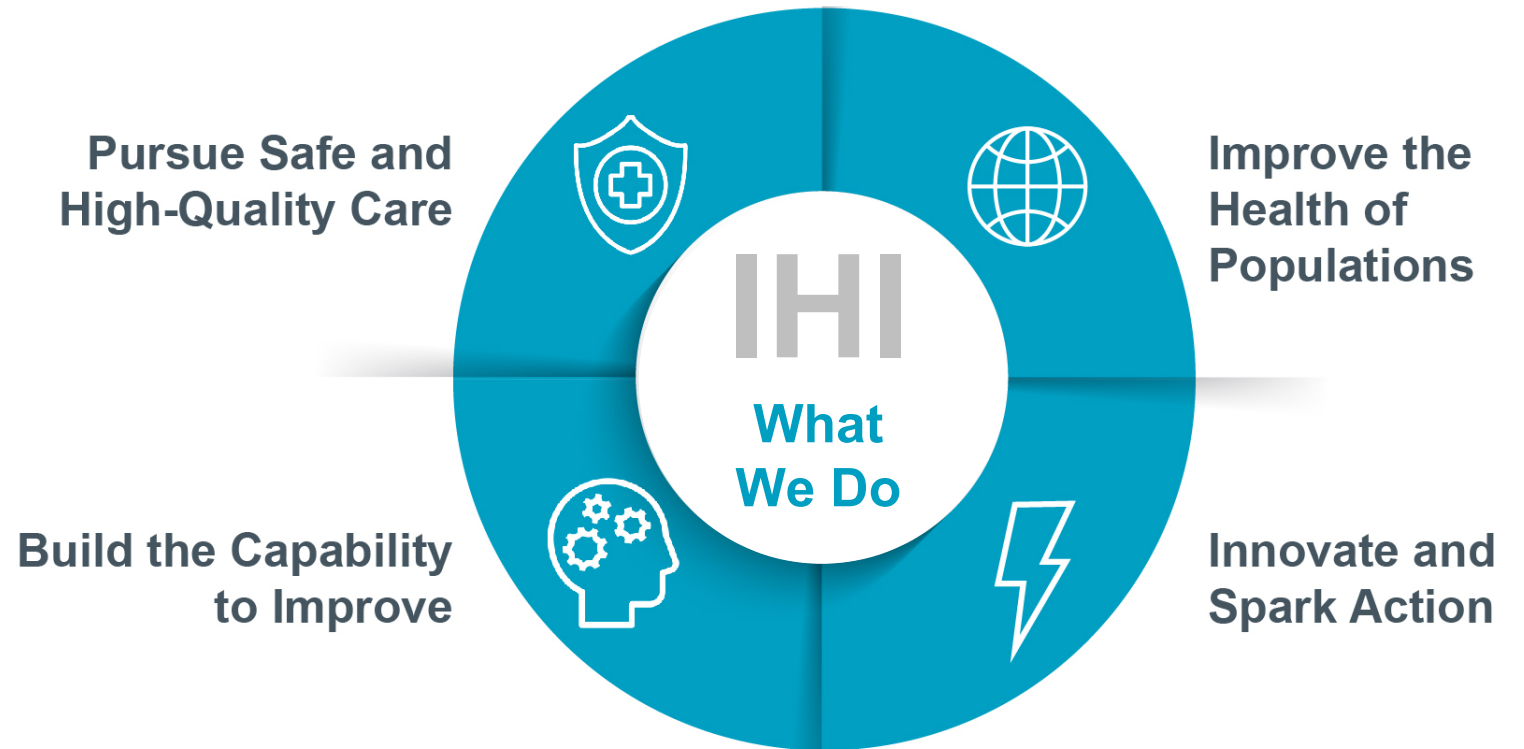 Pursue Safe and
High-Quality Care
Improve the
Health of
Populations
IHI
What
We Do
Build the Capability
to Improve
Innovate and
Spark Action